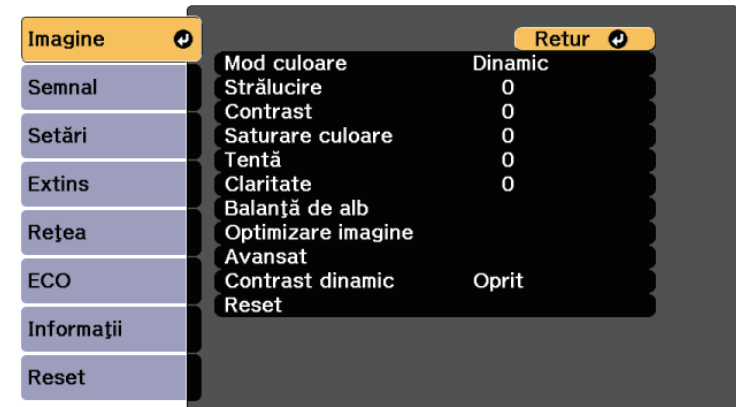 Imagine
Semnal
Setări
Extins
Reţea
ECO
Informaţii
Reset
Retur
Mod culoare Dinamic
Strălucire 0
Contrast 0
Saturare culoare 0
Tentă 0
Claritate 0
Balanţă de alb
Optimizare imagine
Avansat
Contrast dinamic Oprit
Reset